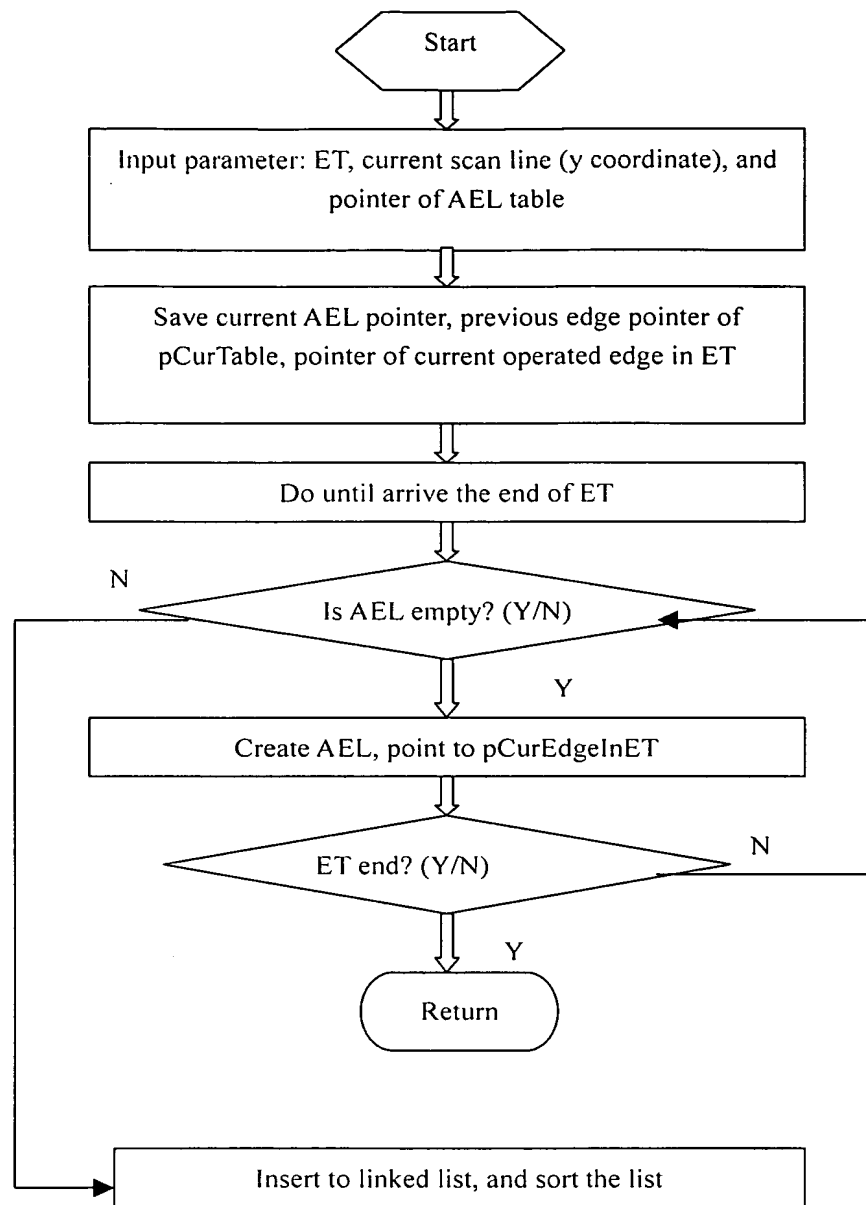 Start
Input parameter: ET, current scan line (y coordinate), and
pointer of AEL table
Save current AEL pointer, previous edge pointer of
pCurTable, pointer of current operated edge in ET
Do until arrive the end of ET
N
Is AEL empty? (Y/N)
Y
Create AEL, point to pCurEdgeInET
ET end? (Y/N)
N
Y
Return
Insert to linked list, and sort the list